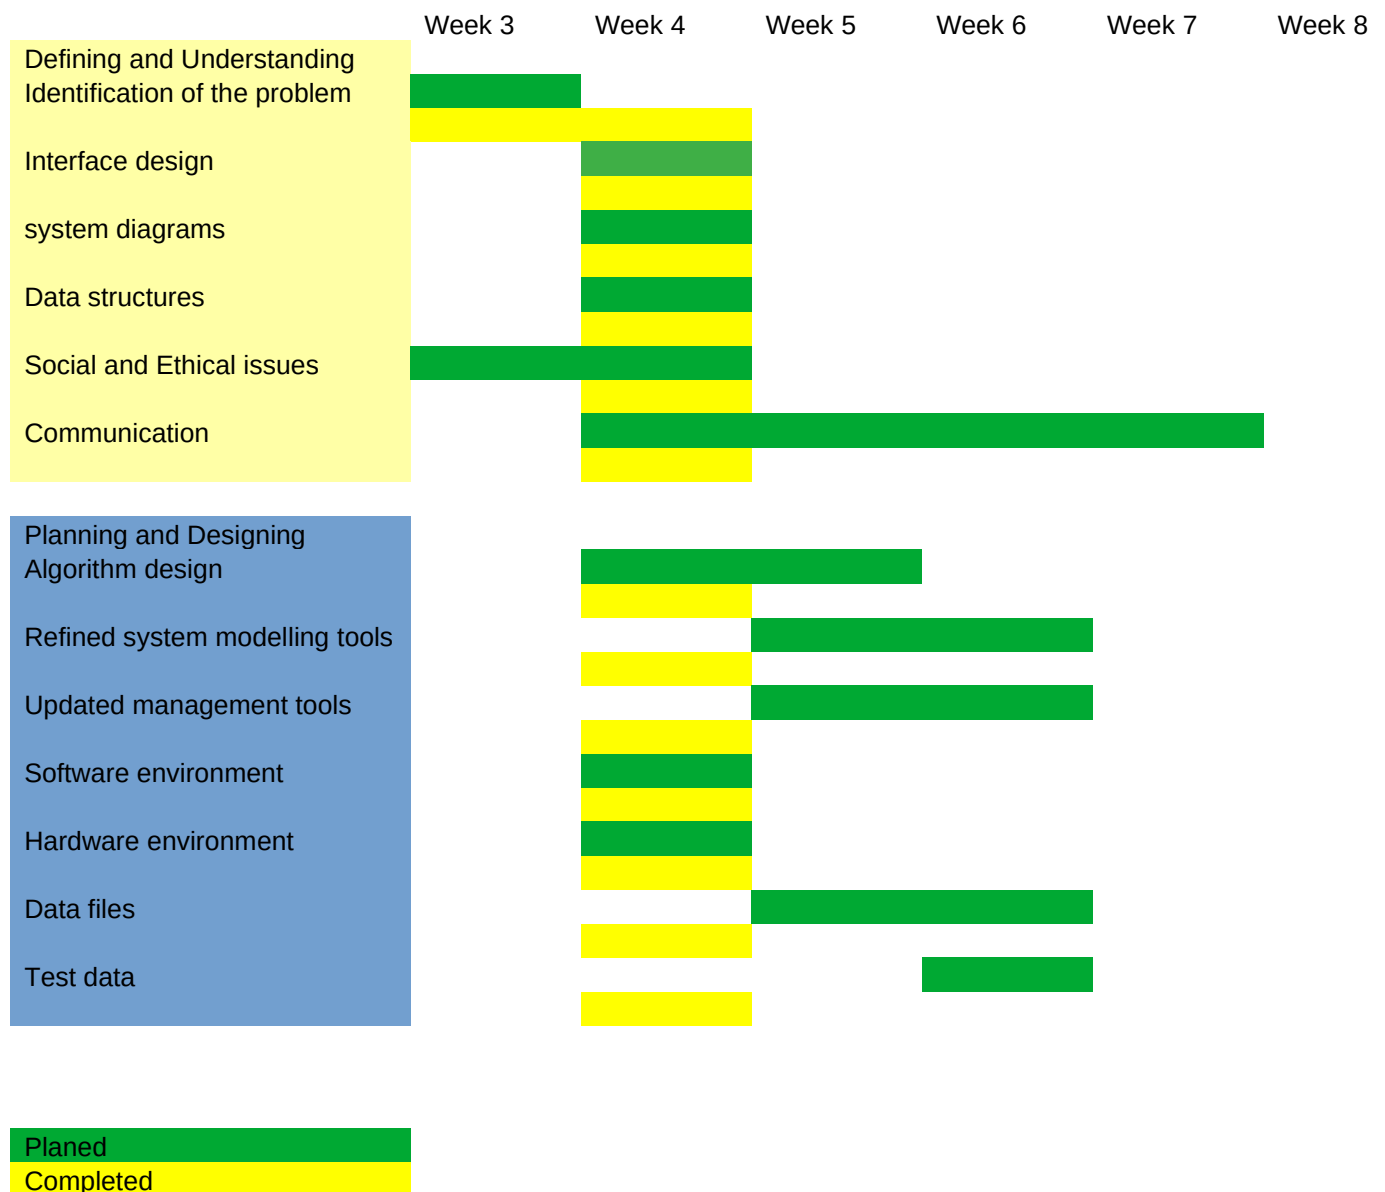 Week 3 Week 4 Week 5 Week 6 Week 7 Week 8
Defining and Understanding
Identification of the problem
Interface design
system diagrams
Data structures
Social and Ethical issues
Communication
Planning and Designing
Algorithm design
Refined system modelling tools
Updated management tools
Software environment
Hardware environment
Data files
Test data
Planed
Completed